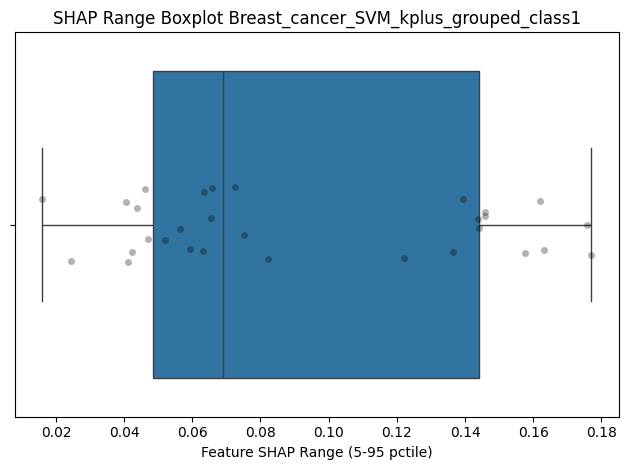 SHAP Range Boxplot Breast_cancer_SVM_kplus_grouped_class1
0.02 0.04 0.06 0.08 0.10 0.12 0.14 0.16 0.18
Feature SHAP Range (5-95 pctile)